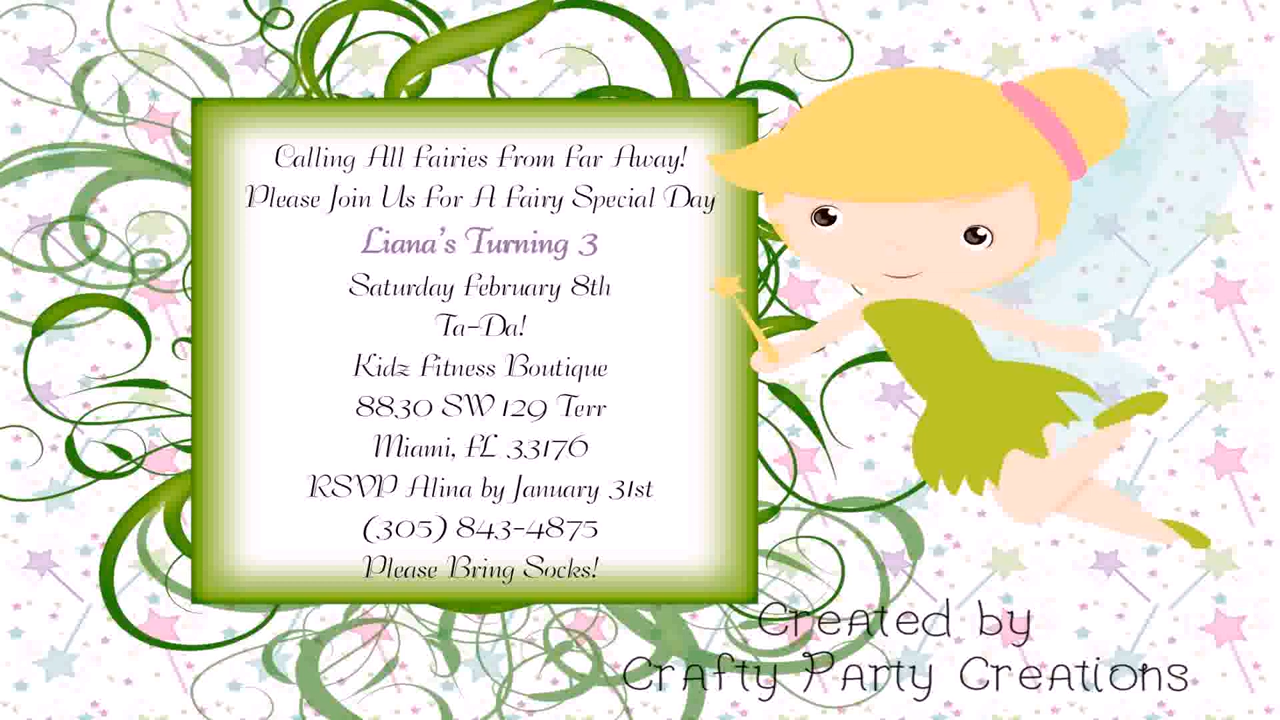 Calling All Fairies From Far Away!
Please Join Us For A Fairy Special Day
Liana's Turning 3
Saturday February 8th
Ta-Da!
Kidz Fitness Boutique
8830 SW 129 Terr
Miami, FL 33176
RSVP Alina by January 31st
(305) 843-4875
Please Bring Socks!
Created by
Crafty Party Creations